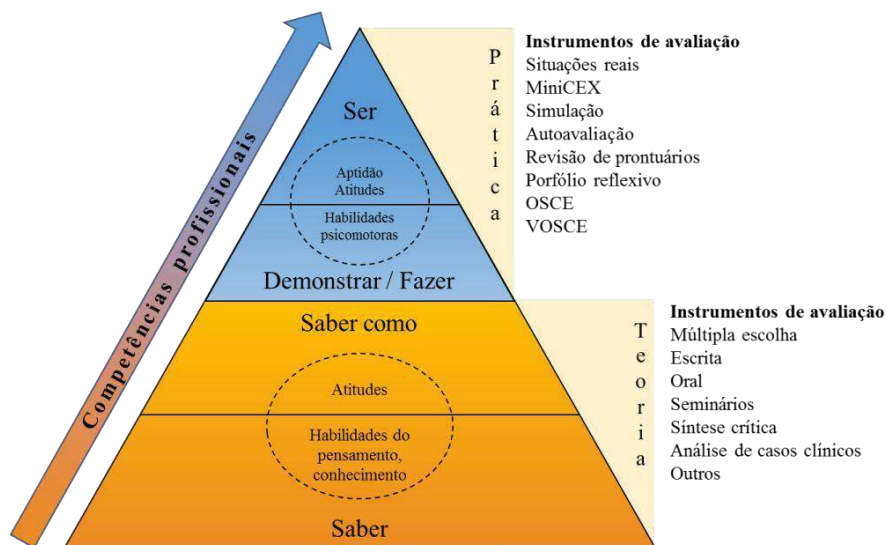 Competências profissionais
Ser
Aptidão
Atitudes
Habilidades
psicomotoras
Demonstrar / Fazer
Saber como
Atitudes
Habilidades do
pensamento,
conhecimento
Saber
Prática
Instrumentos de avaliação
Situações reais
MiniCEX
Simulação
Autoavaliação
Revisão de prontuários
Porfólio reflexivo
OSCE
VOSCE
Teoria
Instrumentos de avaliação
Múltipla escolha
Escrita
Oral
Seminários
Síntese crítica
Análise de casos clínicos
Outros